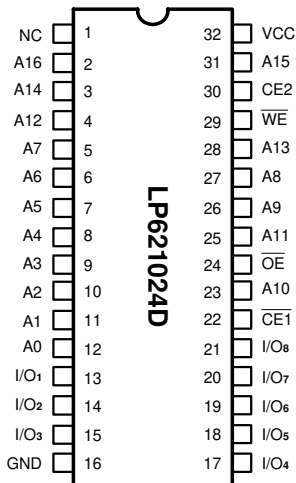 NC 1 32 VCC
A16 2 31 A15
A14 3 30 CE2
A12 4 29 W̅E̅
A7 5 28 A13
A6 6 27 A8
A5 7 26 A9
A4 8 25 A11
A3 9 24 O̅E̅
A2 10 23 A10
A1 11 22 C̅E̅1̅
A0 12 21 I/O₈
I/O₁ 13 20 I/O₇
I/O₂ 14 19 I/O₆
I/O₃ 15 18 I/O₅
GND 16 17 I/O₄
LP621024D